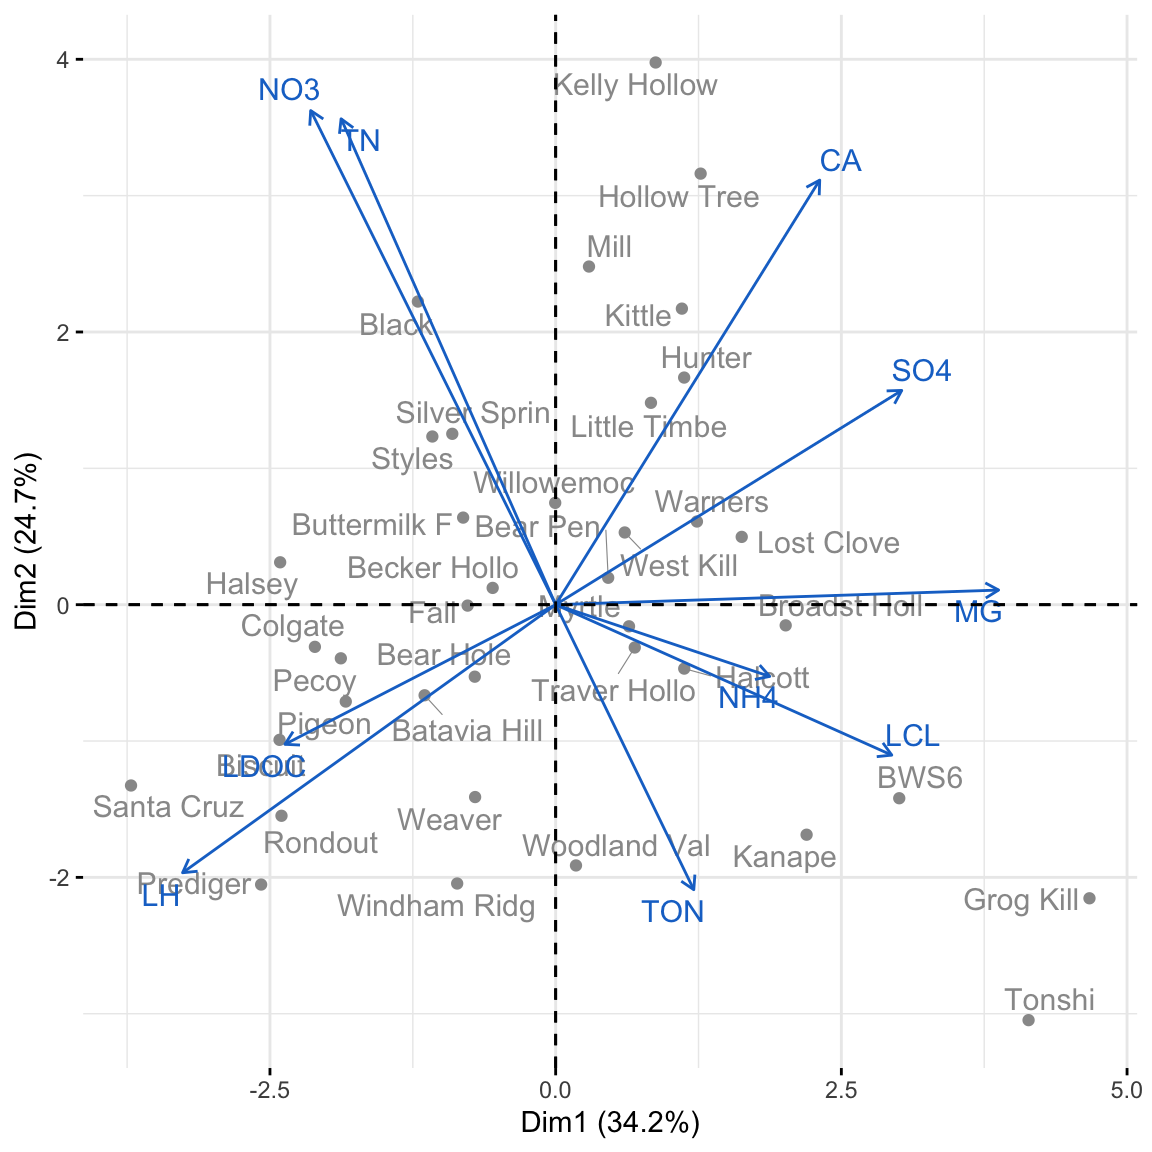 4
NO3
Kelly Hollow
TN
CA
Hollow Tree
Mill
Kittle
Black
2
Hunter
SO4
Silver Sprin
Little Timbe
Styles
Willowemoc
Warners
Buttermilk F
Bear Pen
Lost Clove
Becker Hollo
West Kill
Halsey
0
Fall
Myrtle
Broadst Holl
MG
Colgate
Bear Hole
Pecoy
Traver Hollo
Halcott
NH4
Pigeon
Batavia Hill
LCL
Biscuit
LDOC
BWS6
Santa Cruz
Weaver
Rondout
Woodland Val
Kanape
-2
Prediger
LH
Windham Ridg
TON
Grog Kill
Tonshi
-2.5
0.0
2.5
5.0
Dim1 (34.2%)
Dim2 (24.7%)